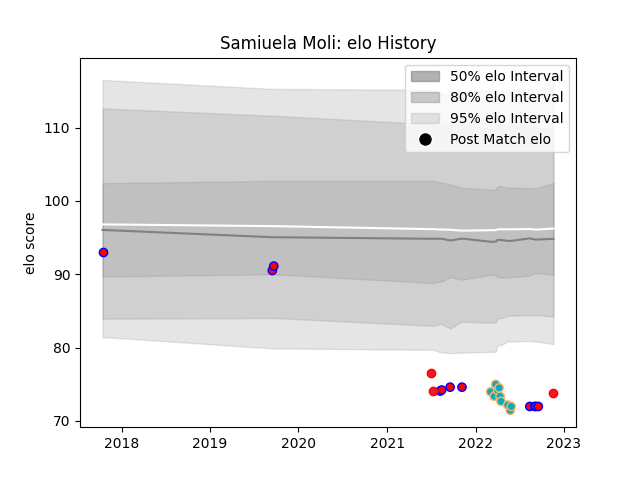 Samiuela Moli: elo History
50% elo Interval
80% elo Interval
95% elo Interval
Post Match elo
elo score
110
100
90
80
70
2018 2019 2020 2021 2022 2023